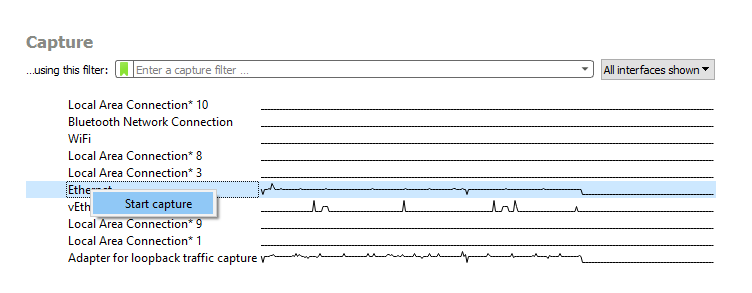 Capture
...using this filter: Enter a capture filter ... All interfaces shown
Local Area Connection* 10
Bluetooth Network Connection
WiFi
Local Area Connection* 8
Local Area Connection* 3
Ethernet
Start capture
vEth
Local Area Connection* 9
Local Area Connection* 1
Adapter for loopback traffic capture